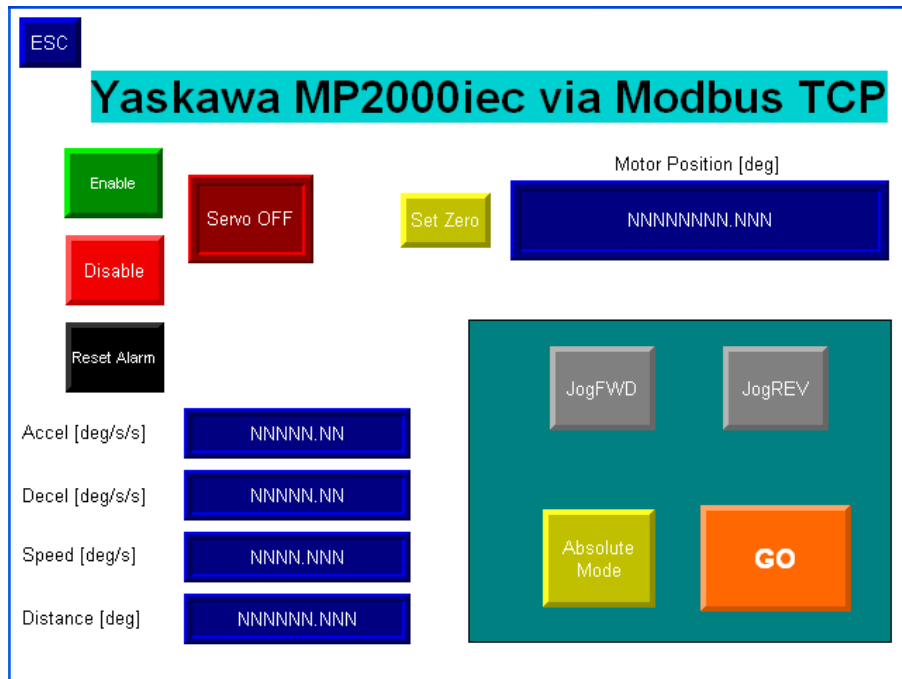 ESC
Yaskawa MP2000iec via Modbus TCP
Enable
Servo OFF
Set Zero
Motor Position [deg]
NNNNNNNN.NNN
Disable
Reset Alarm
JogFWD
JogREV
Accel [deg/s/s]
NNNNN.NN
Decel [deg/s/s]
NNNNN.NN
Speed [deg/s]
NNNN.NNN
Distance [deg]
NNNNNN.NNN
Absolute
Mode
GO